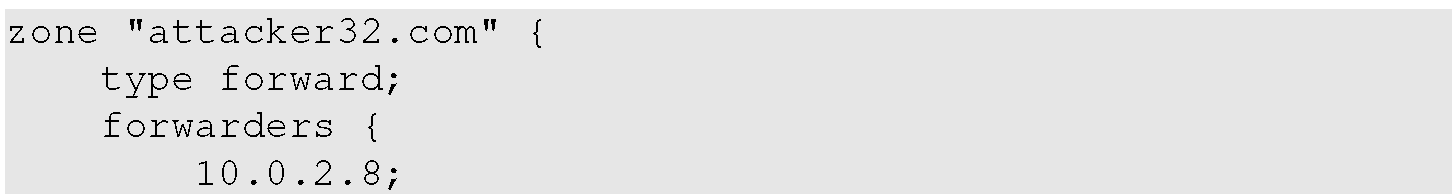 zone "attacker32.com" {
    type forward;
    forwarders {
        10.0.2.8;